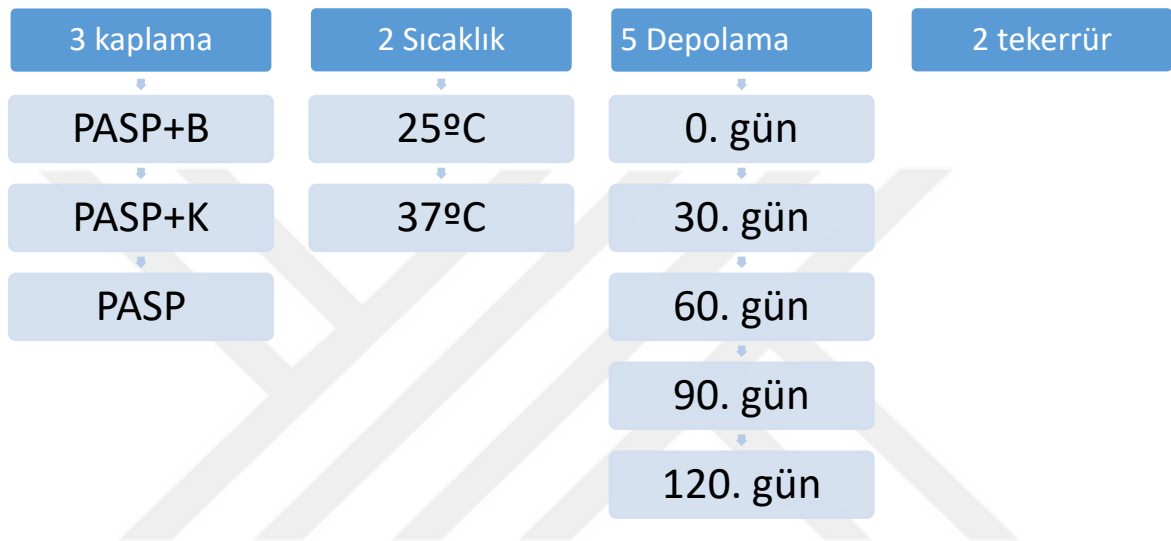 3 kaplama
PASP+B
PASP+K
PASP
2 Sıcaklık
25ºC
37ºC
5 Depolama
0. gün
30. gün
60. gün
90. gün
120. gün
2 tekerrür